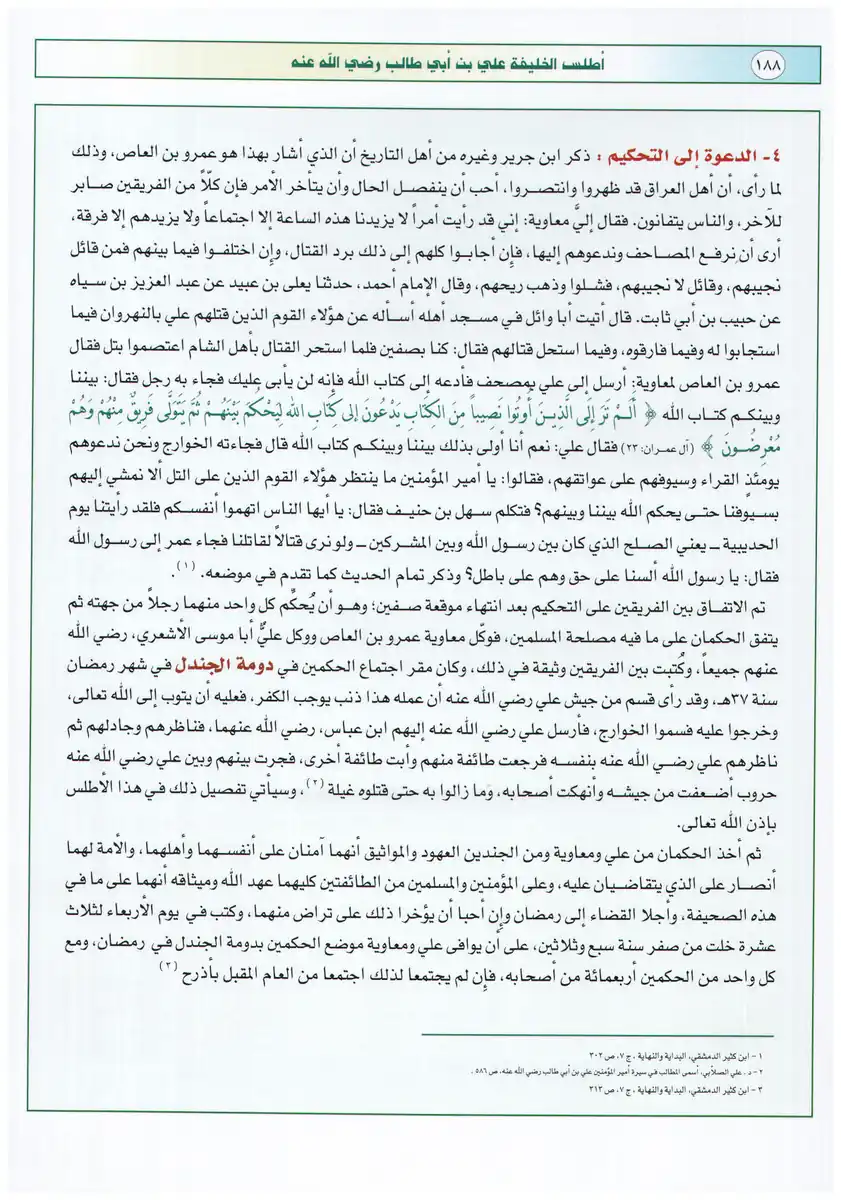 ١٨٨
أطلس الخليفة علي بن أبي طالب رضي الله عنه
٤- الدعوة إلى التحكيم : ذكر ابن جرير وغيره من أهل التاريخ أن الذي أشار بهذا هو عمرو بن العاص، وذلك
لما رأى، أن أهل العراق قد ظهروا وانتصروا، أحب أن ينفصل الحال وأن يتأخر الأمر فإن كلّاً من الفريقين صابر
للآخر، والناس يتفانون. فقال إليَّ معاوية: إني قد رأيت أمراً لا يزيدنا هذه الساعة إلا اجتماعاً ولا يزيدهم إلا فرقة،
أرى أن نرفع المصاحف وندعوهم إليها، فإن أجابوا كلهم إلى ذلك برد القتال، وإن اختلفوا فيما بينهم فمن قائل
نجيبهم، وقائل لا نجيبهم، فشلوا وذهب ريحهم، وقال الإمام أحمد، حدثنا يعلى بن عبيد عن عبد العزيز بن سياه
عن حبيب بن أبي ثابت. قال أتيت أبا وائل في مسجد أهله أسأله عن هؤلاء القوم الذين قتلهم علي بالنهروان فيما
استجابوا له وفيما فارقوه، وفيما استحل قتالهم فقال: كنا بصفين فلما استحر القتال بأهل الشام اعتصموا بتل فقال
عمرو بن العاص لمعاوية: أرسل إلى علي بمصحف فأدعه إلى كتاب الله فإنه لن يأبى عليك فجاء به رجل فقال: بيننا
وبينكم كتاب الله ﴿ أَلَمْ تَرَ إِلَى الَّذِينَ أُوتُوا نَصِيباً مِنَ الْكِتَابِ يَدْعُونَ إِلى كِتَابِ الله لِيَحْكُمَ بَيْنَهُمْ ثُمَّ يَتَوَلَّى فَرِيقٌ مِنْهُمْ وَهُمْ
مُعْرِضُونَ ﴾ (آل عمران: ٢٣) فقال علي: نعم أنا أولى بذلك بيننا وبينكم كتاب الله قال فجاءته الخوارج ونحن ندعوهم
يومئذٍ القراء وسيوفهم على عواتقهم، فقالوا: يا أمير المؤمنين ما ينتظر هؤلاء القوم الذين على التل ألا نمشي إليهم
بسيوفنا حتى يحكم الله بيننا وبينهم؟ فتكلم سهل بن حنيف فقال: يا أيها الناس اتهموا أنفسكم فلقد رأيتنا يوم
الحديبية ـ يعني الصلح الذي كان بين رسول الله وبين المشركين ـ ولو نرى قتالاً لقاتلنا فجاء عمر إلى رسول الله
فقال: يا رسول الله ألسنا على حق وهم على باطل؟ وذكر تمام الحديث كما تقدم في موضعه. (١).
تم الاتفاق بين الفريقين على التحكيم بعد انتهاء موقعة صفين؛ وهو أن يُحكِّم كل واحد منهما رجلاً من جهته ثم
يتفق الحكمان على ما فيه مصلحة المسلمين، فوكّل معاوية عمرو بن العاص ووكل عليٌّ أبا موسى الأشعري، رضي الله
عنهم جميعاً، وكُتبت بين الفريقين وثيقة في ذلك، وكان مقر اجتماع الحكمين في دومة الجندل في شهر رمضان
سنة ٣٧هـ، وقد رأى قسم من جيش علي رضي الله عنه أن عمله هذا ذنب يوجب الكفر، فعليه أن يتوب إلى الله تعالى،
وخرجوا عليه فسموا الخوارج، فأرسل علي رضي الله عنه إليهم ابن عباس، رضي الله عنهما، فناظرهم وجادلهم ثم
ناظرهم علي رضي الله عنه بنفسه فرجعت طائفة منهم وأبت طائفة أخرى، فجرت بينهم وبين علي رضي الله عنه
حروب أضعفت من جيشه وأنهكت أصحابه، وَما زالوا به حتى قتلوه غيلة (٢)، وسيأتي تفصيل ذلك في هذا الأطلس
بإذن الله تعالى.
ثم أخذ الحكمان من علي ومعاوية ومن الجندين العهود والمواثيق أنهما آمنان على أنفسهما وأهلهما، والأمة لهما
أنصار على الذي يتقاضيان عليه، وعلى المؤمنين والمسلمين من الطائفتين كليهما عهد الله وميثاقه أنهما على ما في
هذه الصحيفة، وأجلا القضاء إلى رمضان وإن أحبا أن يؤخرا ذلك على تراض منهما، وكتب في يوم الأربعاء لثلاث
عشرة خلت من صفر سنة سبع وثلاثين، على أن يوافى علي ومعاوية موضع الحكمين بدومة الجندل في رمضان، ومع
كل واحد من الحكمين أربعمائة من أصحابه، فإن لم يجتمعا لذلك اجتمعا من العام المقبل بأذرح (٣)
١- ابن كثير الدمشقي، البداية والنهاية ، ج ٧، ص ٣٠٢
٢- د. علي الصلابي، أسمى المطالب في سيرة أمير المؤمنين علي بن أبي طالب رضي الله عنه، ص ٥٨٦ .
٣- ابن كثير الدمشقي، البداية والنهاية ، ج ٧، ص ٣١٣